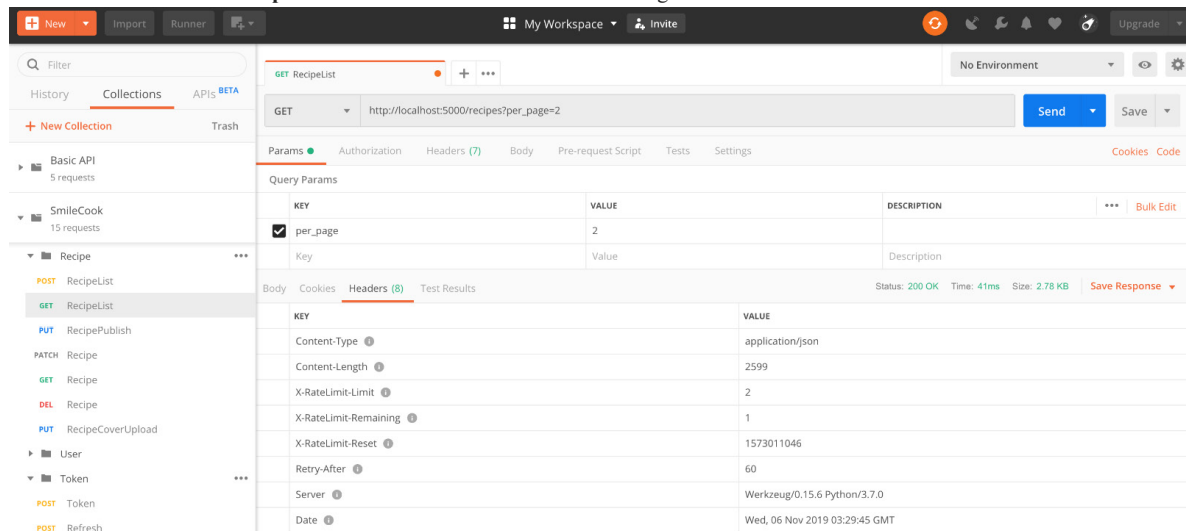 New Import Runner My Workspace Invite Upgrade
Filter
History Collections APIs BETA
+ New Collection Trash
Basic API
5 requests
SmileCook
15 requests
Recipe
POST RecipeList
GET RecipeList
PUT RecipePublish
PATCH Recipe
GET Recipe
DEL Recipe
PUT RecipeCoverUpload
User
Token
POST Token
POST Refresh
GET RecipeList + ••• No Environment
GET http://localhost:5000/recipes?per_page=2 Send Save
Params Authorization Headers (7) Body Pre-request Script Tests Settings Cookies Code
Query Params
KEY VALUE DESCRIPTION ••• Bulk Edit
per_page 2
Key Value Description
Body Cookies Headers (8) Test Results Status: 200 OK Time: 41ms Size: 2.78 KB Save Response
KEY VALUE
Content-Type application/json
Content-Length 2599
X-RateLimit-Limit 2
X-RateLimit-Remaining 1
X-RateLimit-Reset 1573011046
Retry-After 60
Server Werkzeug/0.15.6 Python/3.7.0
Date Wed, 06 Nov 2019 03:29:45 GMT